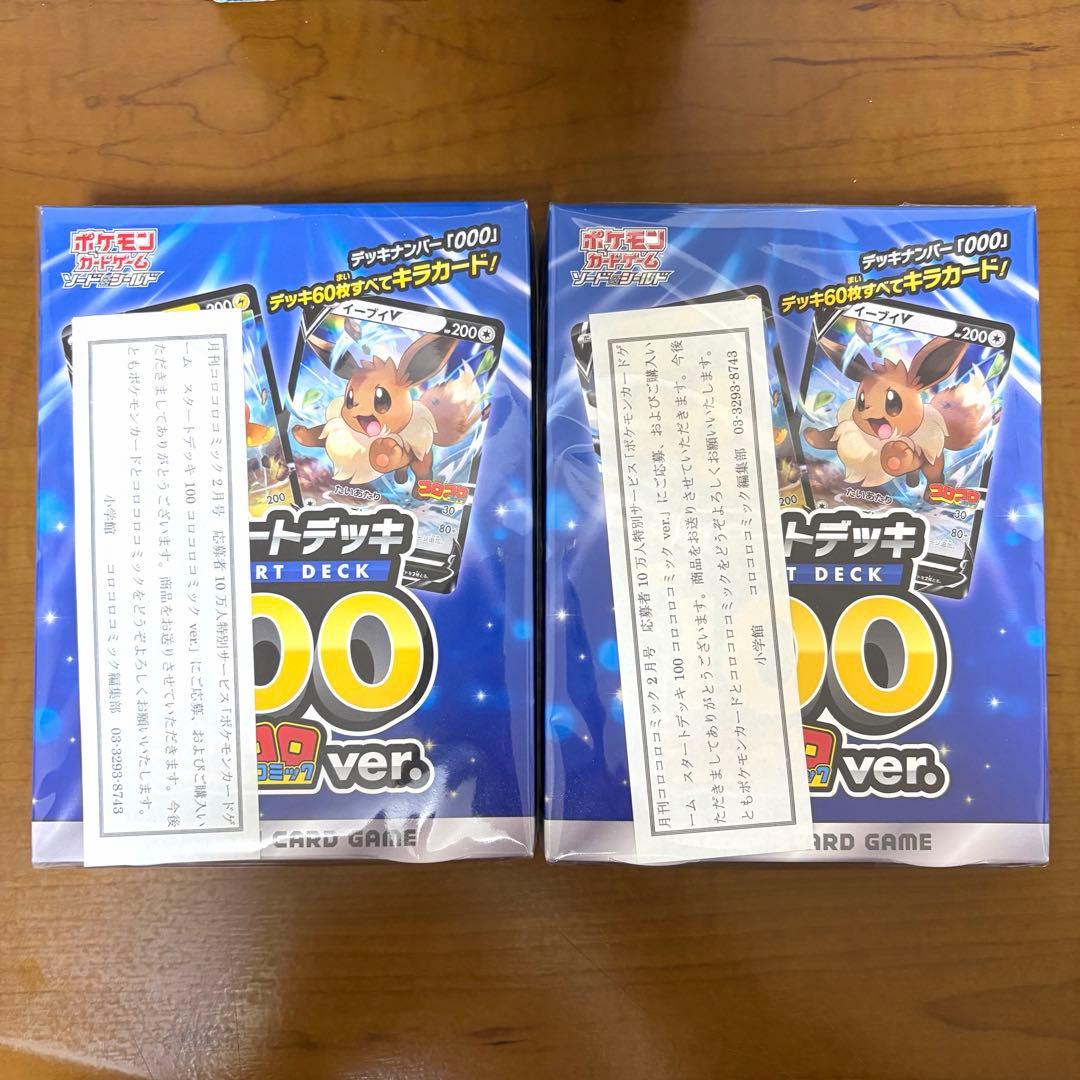 ポケモン
カードゲーム
ソード&シールド
デッキナンバー「000」
まい
デッキ60枚すべてキラカード!
200
イーブイV
HP200
たいあたり
コロコロ
30
80-
200
ートデッキ
RT DECK
00
コミック
ver.
CARD GAME
月刊コロコロコミック2月号 応募者10万人特別サービス「ポケモンカードゲ
ーム スタートデッキ100 コロコロコミック ver.」にご応募、およびご購入い
ただきましてありがとうございます。商品をお送りさせていただきます。今後
ともポケモンカードとコロコロコミックをどうぞよろしくお願いいたします。
小学館 コロコロコミック編集部 03-3293-8743
ポケモン
カードゲーム
ソード&シールド
デッキナンバー「000」
まい
デッキ60枚すべてキラカード!
イーブイV
HP200
たいあたり
コロコロ
30
80-
トデッキ
T DECK
00
ック
ver.
ARD GAME
月刊コロコロコミック2月号 応募者10万人特別サービス「ポケモンカードゲ
ーム スタートデッキ100 コロコロコミック ver.」にご応募、およびご購入い
ただきましてありがとうございます。商品をお送りさせていただきます。今後
ともポケモンカードとコロコロコミックをどうぞよろしくお願いいたします。
小学館 コロコロコミック編集部 03-3293-8743